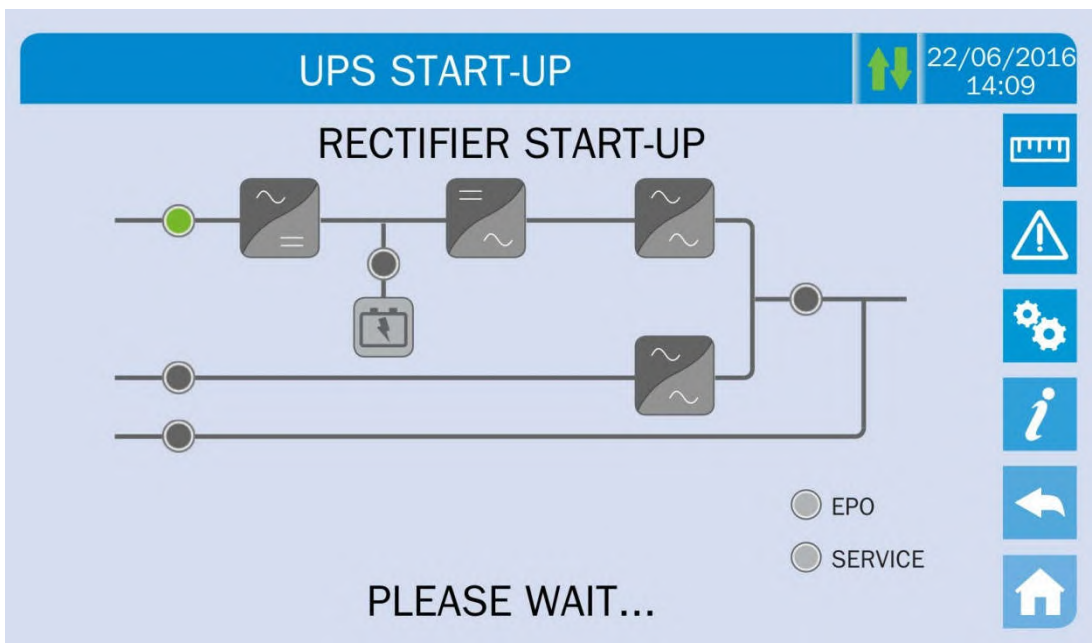 UPS START-UP
22/06/2016
14:09
RECTIFIER START-UP
EPO
SERVICE
PLEASE WAIT...